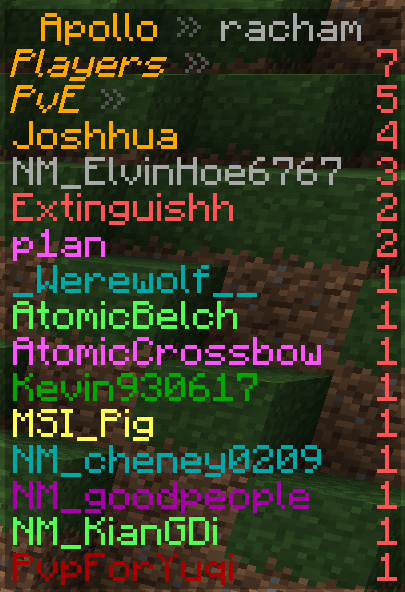 Apollo » racham
Players » 7
PvE » 5
Joshhua 4
NM_ElvinHoe6767 3
Extinguishh 2
p1an 2
_Werewolf__ 1
AtomicBelch 1
AtomicCrossbow 1
Kevin930617 1
MSI_Pig 1
NM_cheney0209 1
NM_goodpeople 1
NM_KianGDi 1
PvpForYuqi 1